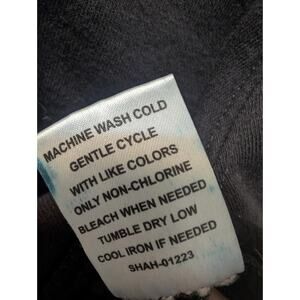 MACHINE WASH COLD
GENTLE CYCLE
WITH LIKE COLORS
ONLY NON-CHLORINE
BLEACH WHEN NEEDED
TUMBLE DRY LOW
COOL IRON IF NEEDED
SHAH-01223